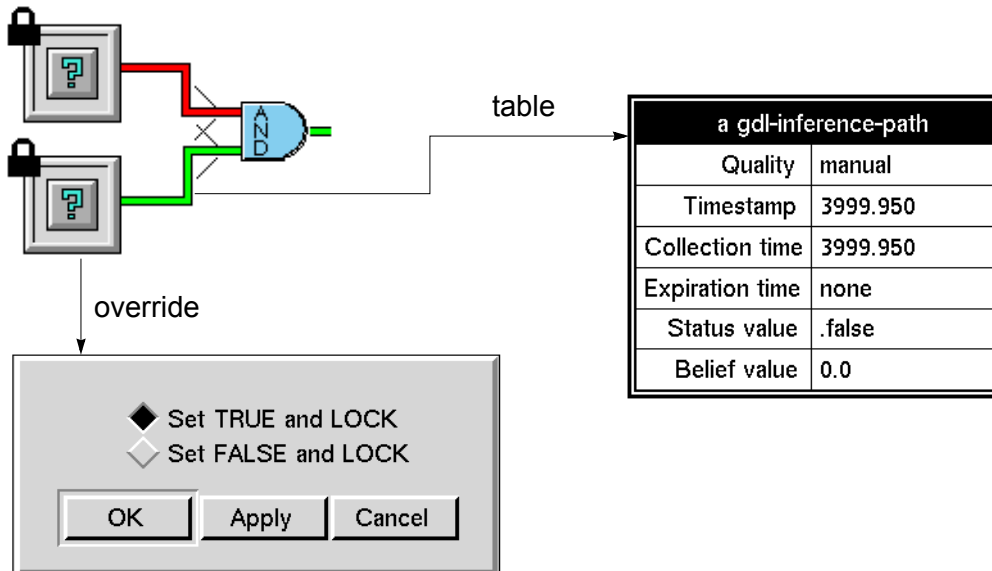 ?
AND
?
table
override
a gdl-inference-path
Quality manual
Timestamp 3999.950
Collection time 3999.950
Expiration time none
Status value .false
Belief value 0.0
Set TRUE and LOCK
Set FALSE and LOCK
OK Apply Cancel